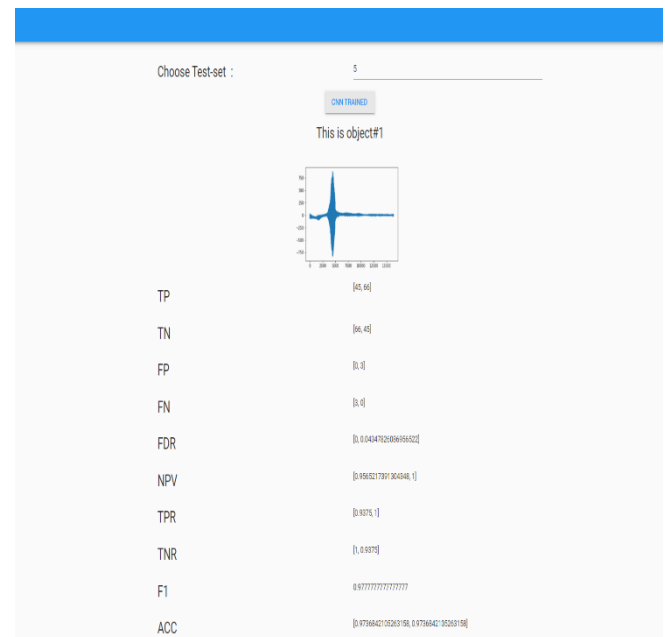 Choose Test-set : 5
CNN TRAINED
This is object#1
TP [45, 66]
TN [66, 45]
FP [0, 3]
FN [3, 0]
FDR [0, 0.04347826086956522]
NPV [0.9565217391304348, 1]
TPR [0.9375, 1]
TNR [1, 0.9375]
F1 0.9777777777777777
ACC [0.9736842105263158, 0.9736842105263158]